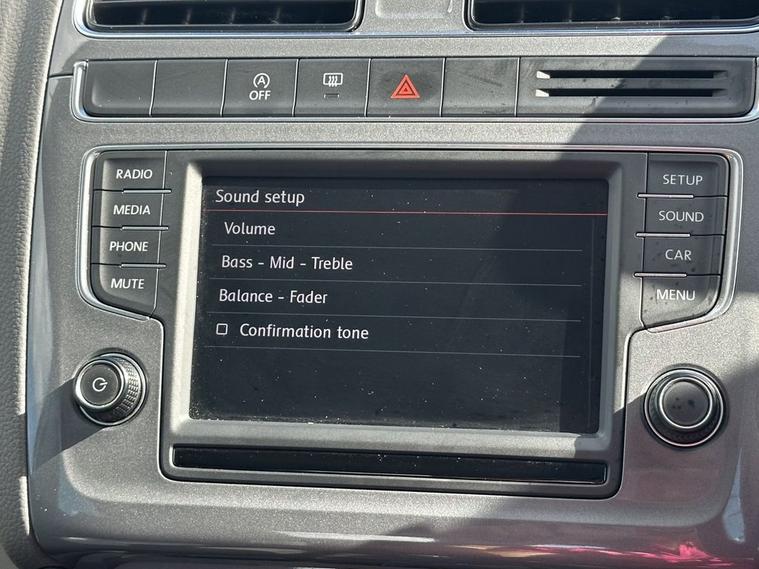 A
OFF
RADIO
MEDIA
PHONE
MUTE
Sound setup
Volume
Bass - Mid - Treble
Balance - Fader
Confirmation tone
SETUP
SOUND
CAR
MENU